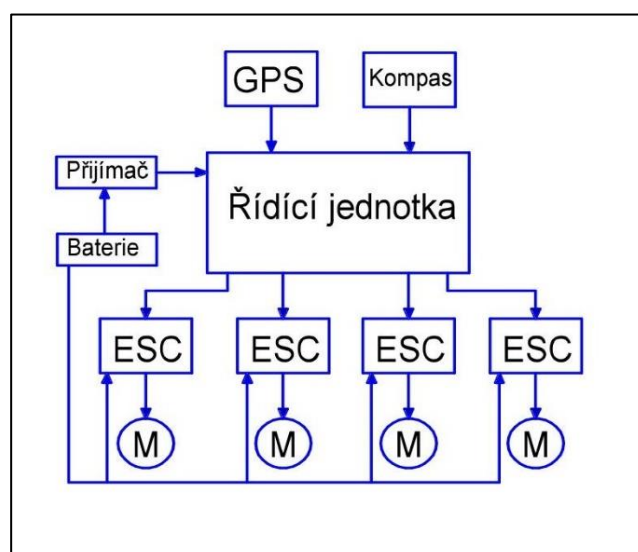 GPS
Kompas
Přijímač
Řídící jednotka
Baterie
ESC
ESC
ESC
ESC
M
M
M
M